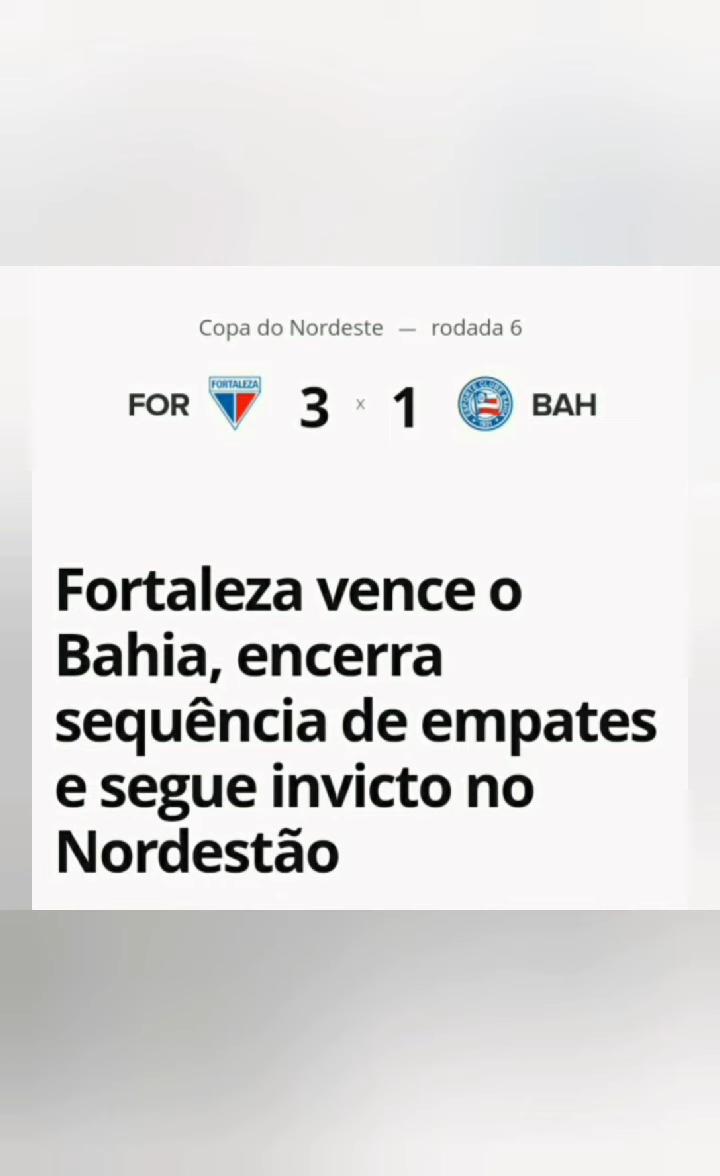 Copa do Nordeste — rodada 6
FOR FORTALEZA 3 x 1 BAH
Fortaleza vence o
Bahia, encerra
sequência de empates
e segue invicto no
Nordestão